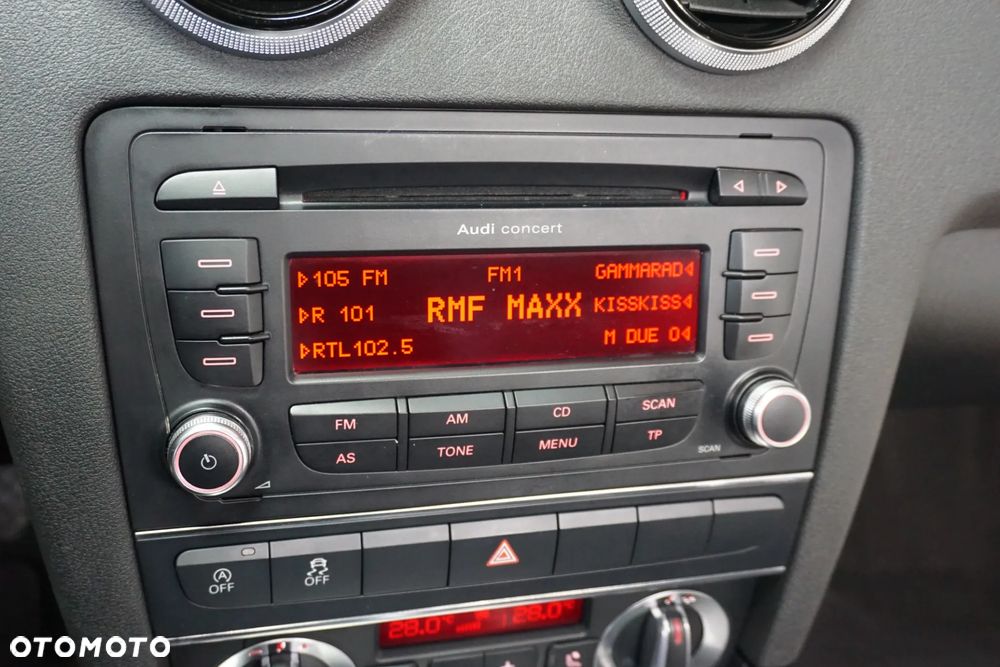 Audi concert
105 FM FM1 GAMMARAD
R 101 RMF MAXX KISSKISS
RTL102.5 M DUE O
FM AM CD SCAN
AS TONE MENU TP
SCAN
A OFF OFF
28.0° 28.0°
OTOMOTO